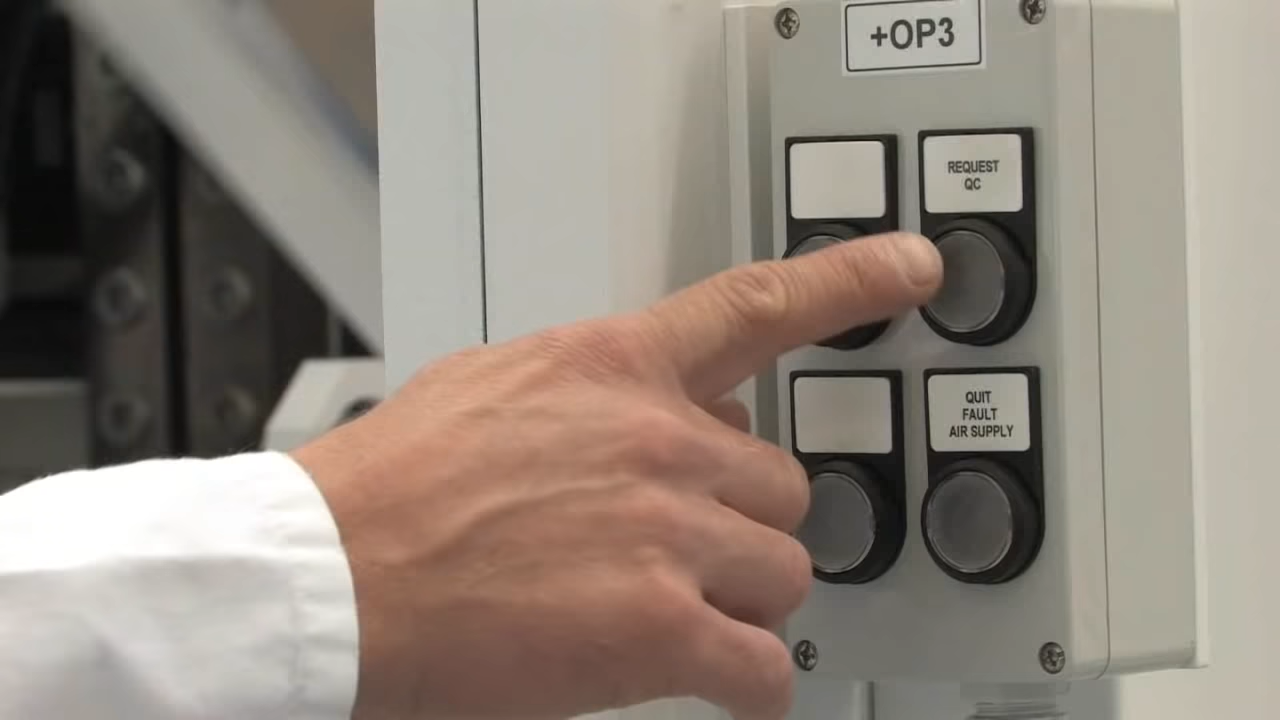 +OP3
REQUEST
QC
QUIT
FAULT
AIR SUPPLY